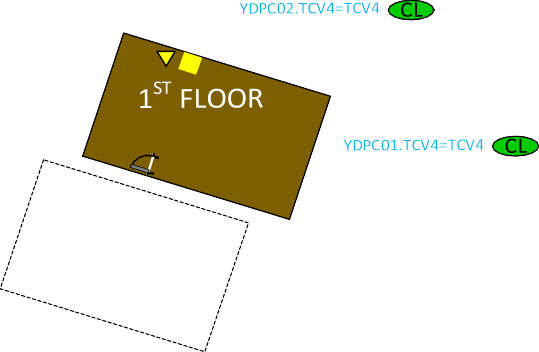 YDPC02.TCV4=TCV4 CL
1ST FLOOR
YDPC01.TCV4=TCV4 CL